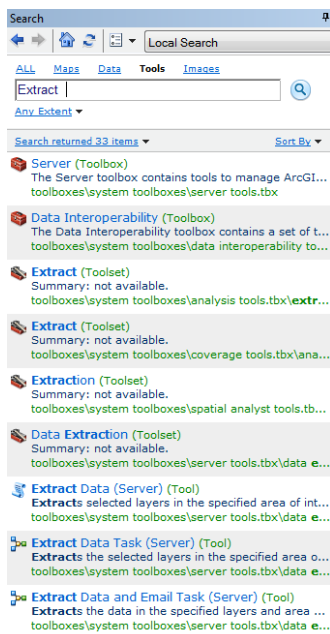 Search
Local Search
ALL Maps Data Tools Images
Extract
Any Extent
Search returned 33 items Sort By
Server (Toolbox)
The Server toolbox contains tools to manage ArcGI...
toolboxes\system toolboxes\server tools.tbx
Data Interoperability (Toolbox)
The Data Interoperability toolbox contains a set of t...
toolboxes\system toolboxes\data interoperability to...
Extract (Toolset)
Summary: not available.
toolboxes\system toolboxes\analysis tools.tbx\extr...
Extract (Toolset)
Summary: not available.
toolboxes\system toolboxes\coverage tools.tbx\ana...
Extraction (Toolset)
Summary: not available.
toolboxes\system toolboxes\spatial analyst tools.tb...
Data Extraction (Toolset)
Summary: not available.
toolboxes\system toolboxes\server tools.tbx\data e...
Extract Data (Server) (Tool)
Extracts selected layers in the specified area of int...
toolboxes\system toolboxes\server tools.tbx\data e...
Extract Data Task (Server) (Tool)
Extracts the selected layers in the specified area o...
toolboxes\system toolboxes\server tools.tbx\data e...
Extract Data and Email Task (Server) (Tool)
Extracts the data in the specified layers and area ...
toolboxes\system toolboxes\server tools.tbx\data e...